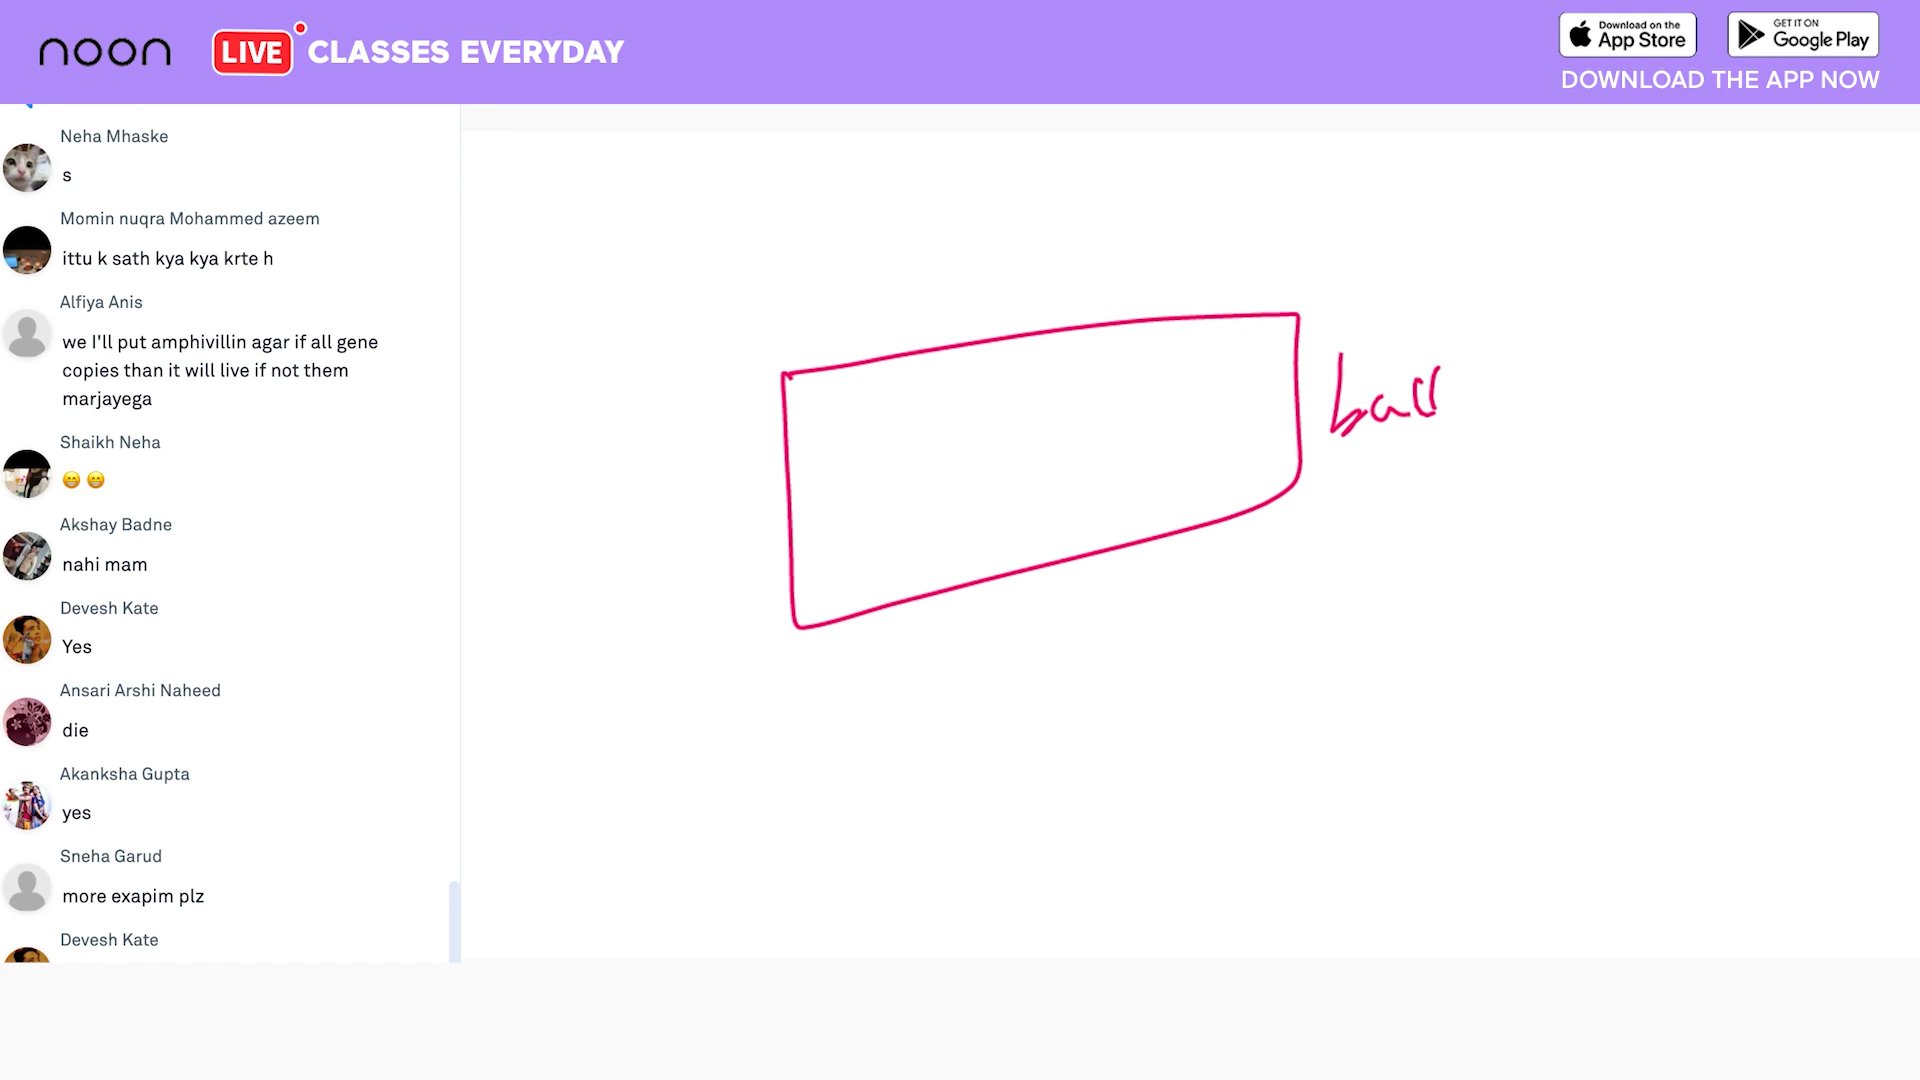 noon LIVE CLASSES EVERYDAY
Download on the App Store
GET IT ON Google Play
DOWNLOAD THE APP NOW
Neha Mhaske
s
Momin nuqra Mohammed azeem
ittu k sath kya kya krte h
Alfiya Anis
we I'll put amphivillin agar if all gene
copies than it will live if not them
marjayega
Shaikh Neha
😁 😁
Akshay Badne
nahi mam
Devesh Kate
Yes
Ansari Arshi Naheed
die
Akanksha Gupta
yes
Sneha Garud
more exapim plz
Devesh Kate